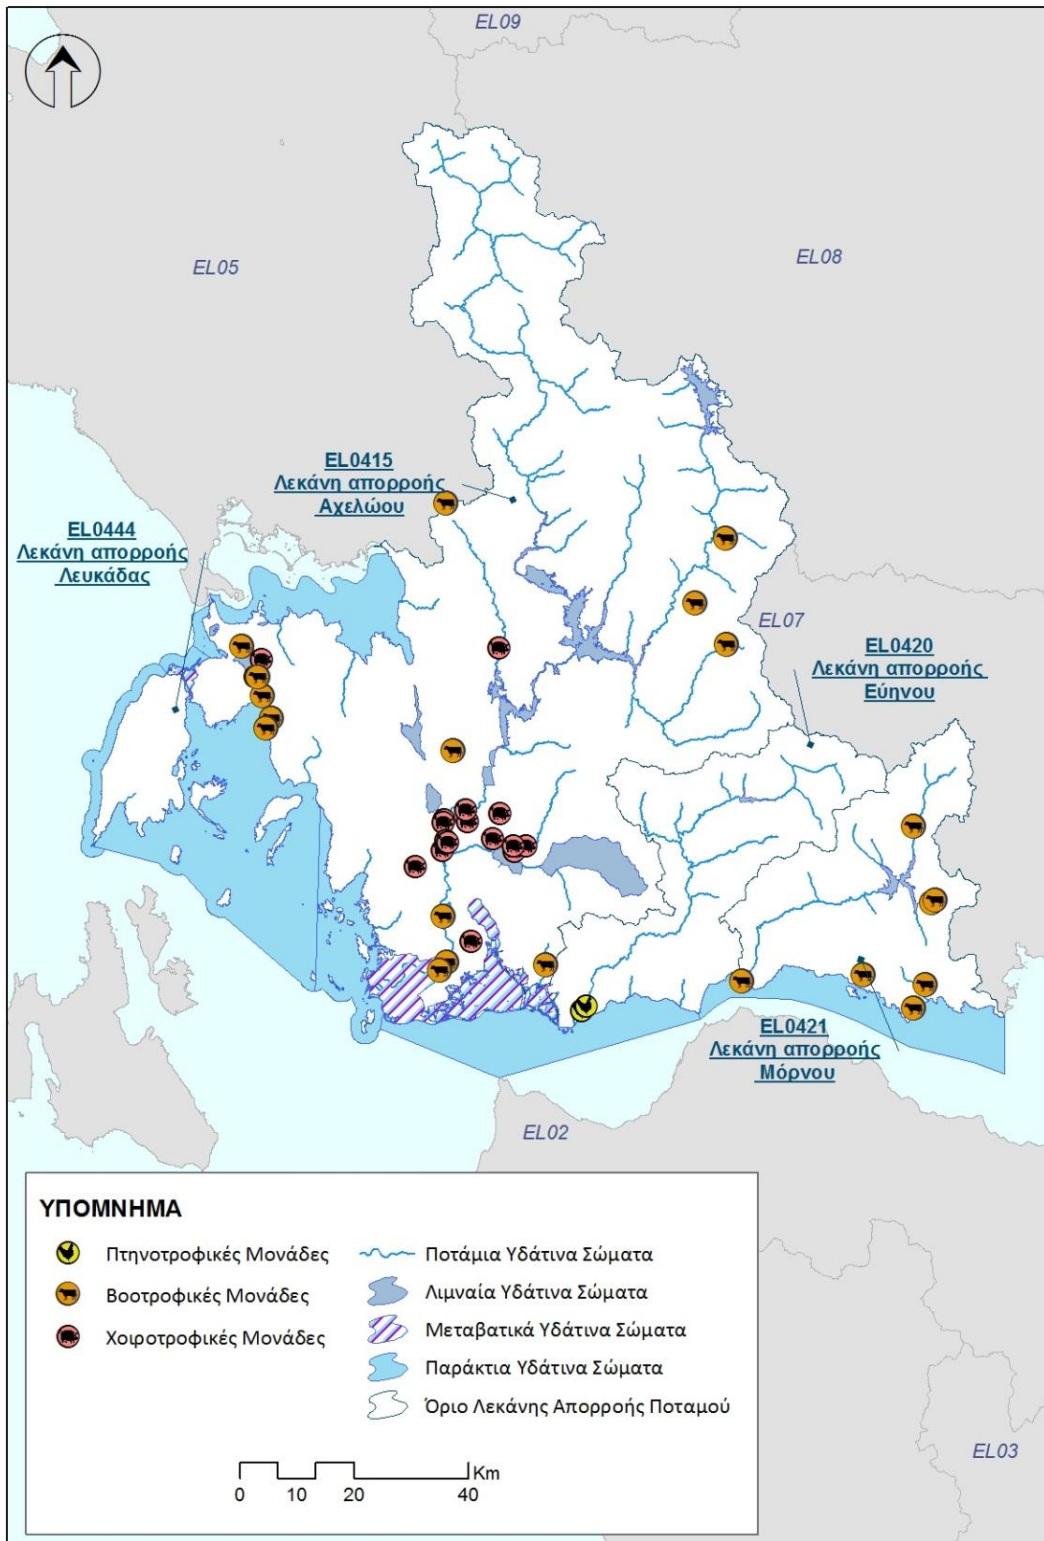 EL09
EL05
EL08
EL0415
Λεκάνη απορροής
Αχελώου
EL0444
Λεκάνη απορροής
Λευκάδας
EL07
EL0420
Λεκάνη απορροής
Εύηνου
EL0421
Λεκάνη απορροής
Μόρνου
EL02
ΥΠΟΜΝΗΜΑ
Πτηνοτροφικές Μονάδες
Βοοτροφικές Μονάδες
Χοιροτροφικές Μονάδες
Ποτάμια Υδάτινα Σώματα
Λιμναία Υδάτινα Σώματα
Μεταβατικά Υδάτινα Σώματα
Παράκτια Υδάτινα Σώματα
Όριο Λεκάνης Απορροής Ποταμού
Km
0 10 20 40
EL03